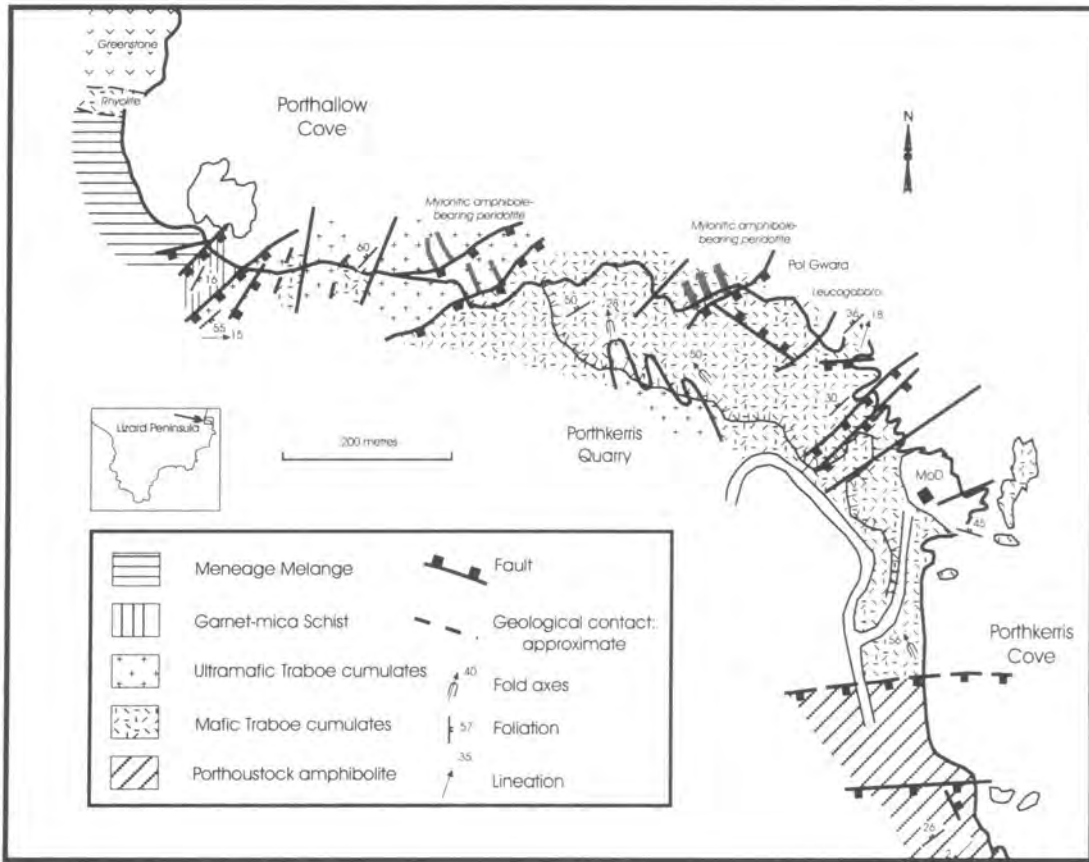 Greenstone
Rhyolite
Porthallow
Cove
N
Mylonitic amphibole-
bearing peridotite
60
Mylonitic amphibole-
bearing peridotite
Pol Gwara
Leucogabbro
16
55
15
50
26
36
18
50
30
Lizard Peninsula
200 metres
Porthkerris
Quarry
MoD
45
Meneage Melange
Fault
Garnet-mica Schist
Geological contact:
approximate
Porthkerris
Cove
56
Ultramafic Traboe cumulates
40
Fold axes
Mafic Traboe cumulates
57
Foliation
35
Porthoustock amphibolite
Lineation
26